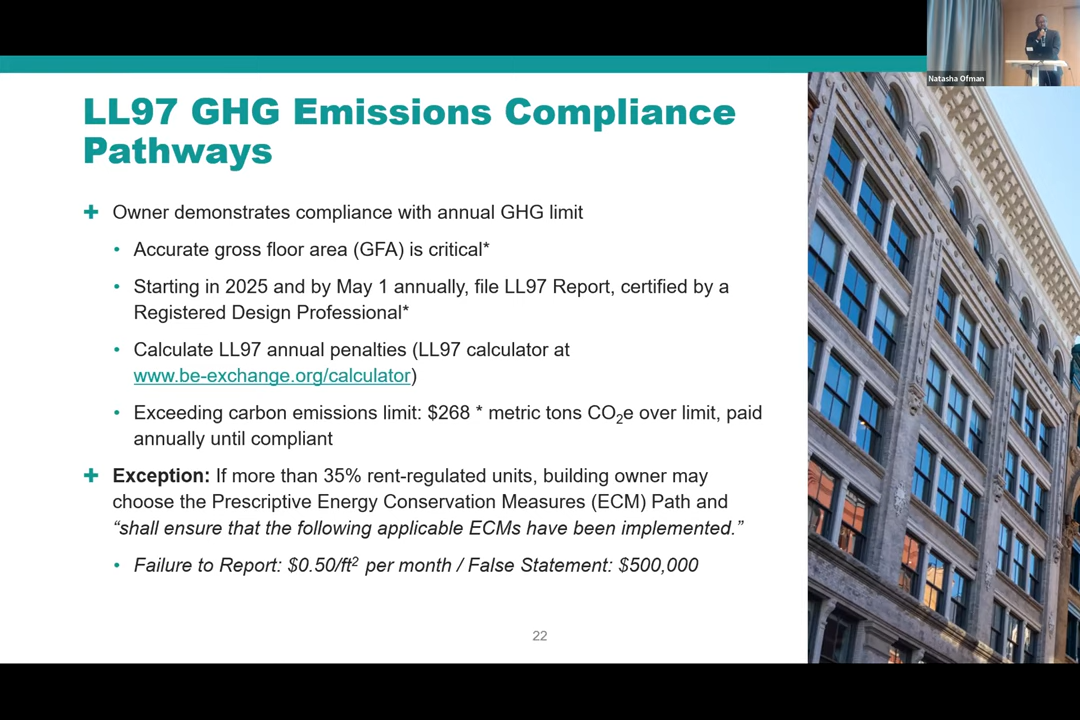 Natasha Ofman
LL97 GHG Emissions Compliance
Pathways
+ Owner demonstrates compliance with annual GHG limit
• Accurate gross floor area (GFA) is critical*
• Starting in 2025 and by May 1 annually, file LL97 Report, certified by a
Registered Design Professional*
• Calculate LL97 annual penalties (LL97 calculator at
www.be-exchange.org/calculator)
• Exceeding carbon emissions limit: $268 * metric tons CO₂e over limit, paid
annually until compliant
+ Exception: If more than 35% rent-regulated units, building owner may
choose the Prescriptive Energy Conservation Measures (ECM) Path and
“shall ensure that the following applicable ECMs have been implemented.”
• Failure to Report: $0.50/ft² per month / False Statement: $500,000
22